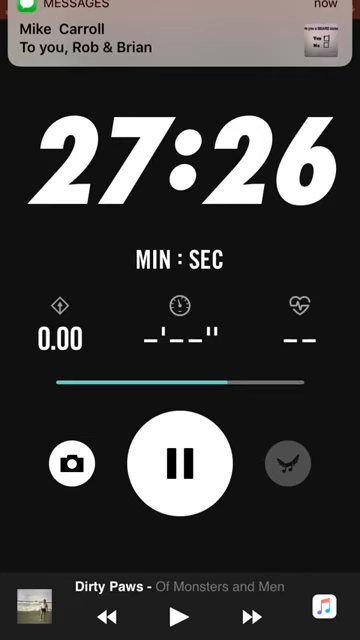 MESSAGES now
Mike Carroll
To you, Rob & Brian
27:26
MIN : SEC
0.00 -'--" --
Dirty Paws - Of Monsters and Men